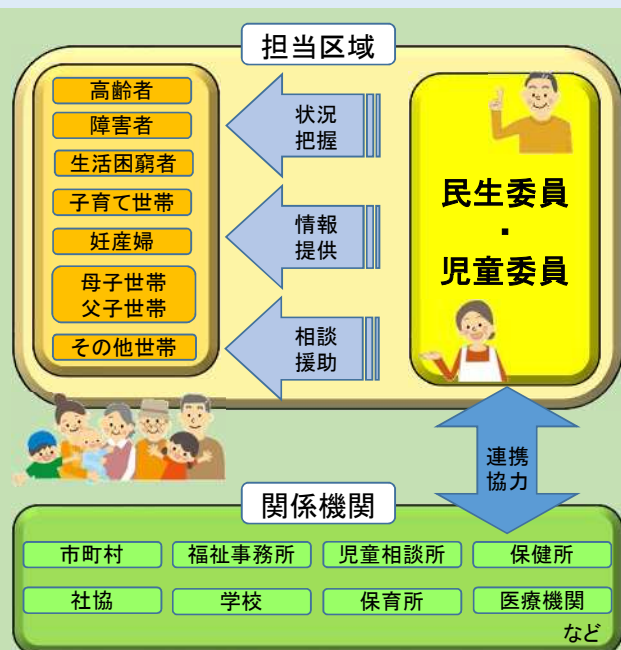 担当区域
高齢者
障害者
生活困窮者
子育て世帯
妊産婦
母子世帯
父子世帯
その他世帯
状況
把握
情報
提供
相談
援助
民生委員
・
児童委員
連携
協力
関係機関
市町村
福祉事務所
児童相談所
保健所
社協
学校
保育所
医療機関
など